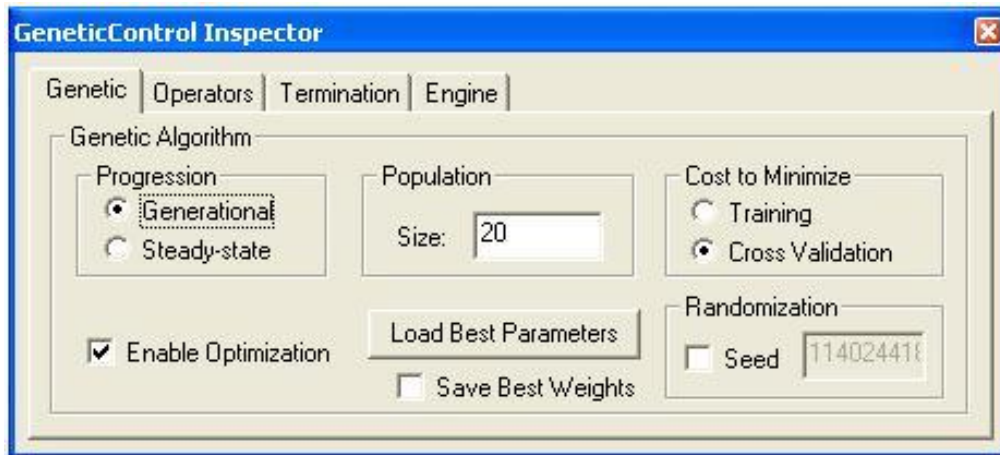 GeneticControl Inspector
Genetic Operators Termination Engine
Genetic Algorithm
Progression
Generational
Steady-state
Population
Size: 20
Cost to Minimize
Training
Cross Validation
Enable Optimization
Load Best Parameters
Save Best Weights
Randomization
Seed